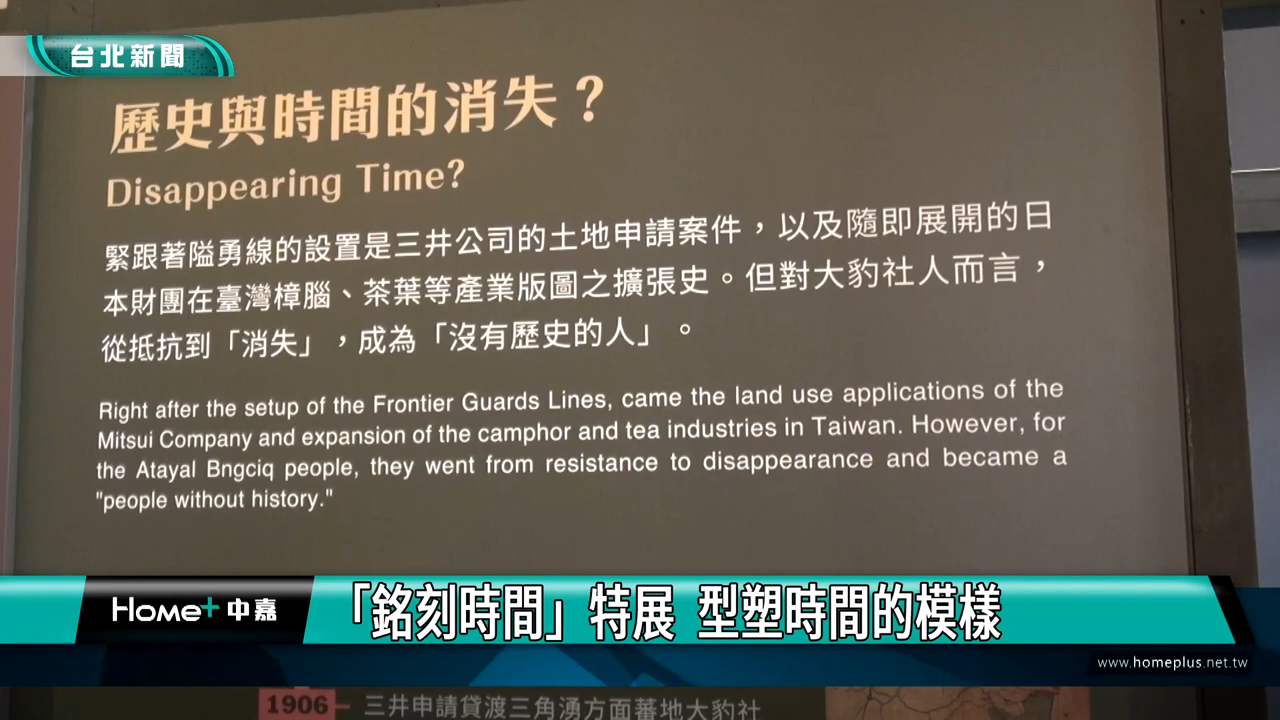 台北新聞
歷史與時間的消失？
Disappearing Time?
緊跟著隘勇線的設置是三井公司的土地申請案件，以及隨即展開的日
本財團在臺灣樟腦、茶葉等產業版圖之擴張史。但對大豹社人而言，
從抵抗到「消失」，成為「沒有歷史的人」。
Right after the setup of the Frontier Guards Lines, came the land use applications of the
Mitsui Company and expansion of the camphor and tea industries in Taiwan. However, for
the Atayal Bngciq people, they went from resistance to disappearance and became a
"people without history."
Home+ 中嘉
「銘刻時間」特展 型塑時間的模樣
www.homeplus.net.tw
1906 三井申請貸渡三角湧方面蕃地大豹社